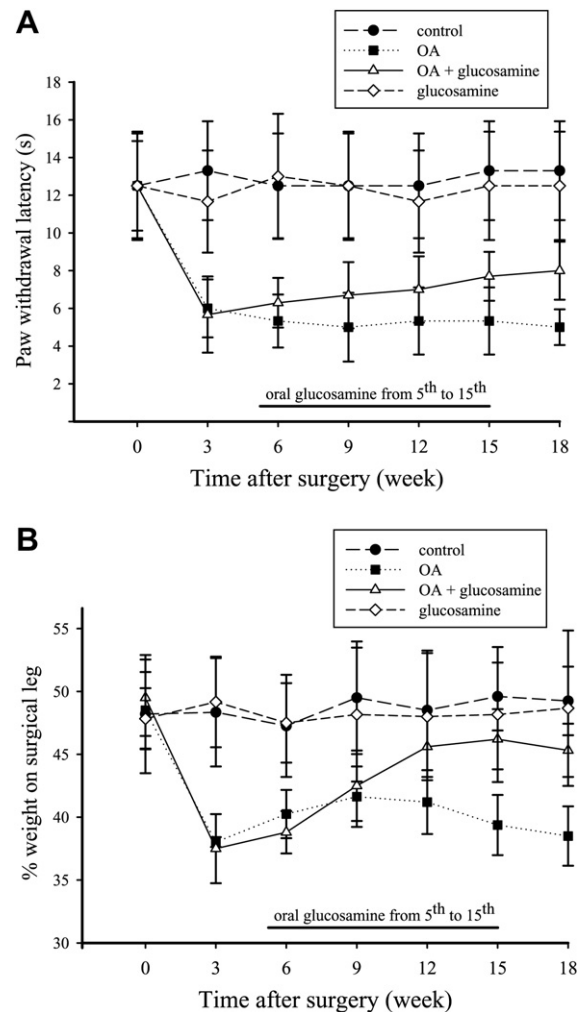 A
control
OA
OA + glucosamine
glucosamine
Paw withdrawal latency (s)
18
16
14
12
10
8
6
4
2
oral glucosamine from 5th to 15th
0 3 6 9 12 15 18
Time after surgery (week)
B
control
OA
OA + glucosamine
glucosamine
% weight on surgical leg
55
50
45
40
35
30
oral glucosamine from 5th to 15th
0 3 6 9 12 15 18
Time after surgery (week)